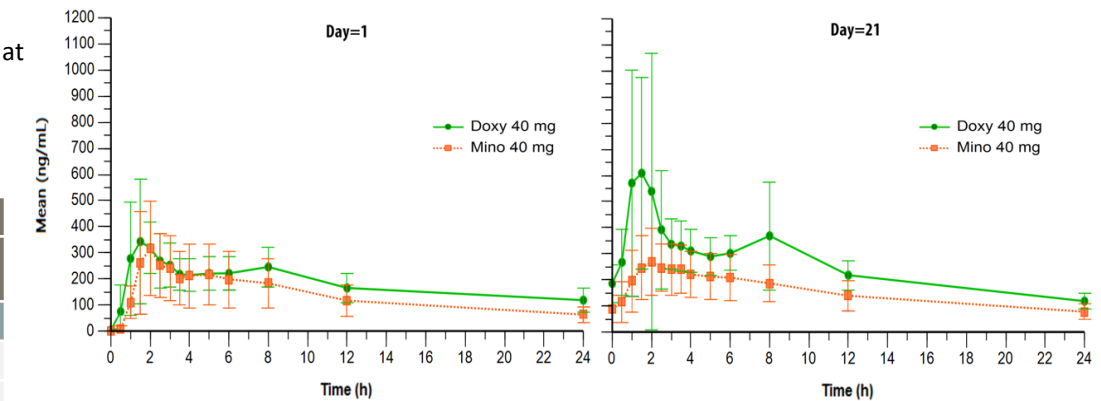 at
Day=1
Day=21
Mean (ng/mL)
1200
1100
1000
900
800
700
600
500
400
300
200
100
0
Doxy 40 mg
Mino 40 mg
Doxy 40 mg
Mino 40 mg
0 2 4 6 8 10 12 14 16 18 20 22 24
0 2 4 6 8 10 12 14 16 18 20 22 24
Time (h)
Time (h)